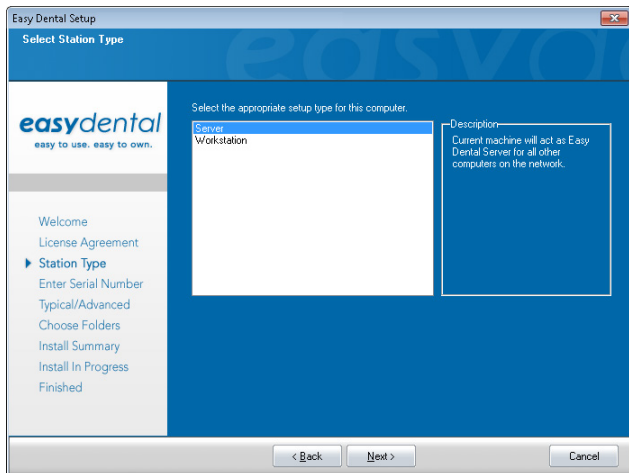 Easy Dental Setup
Select Station Type
easydental
easydental
easy to use. easy to own.
Welcome
License Agreement
Station Type
Enter Serial Number
Typical/Advanced
Choose Folders
Install Summary
Install In Progress
Finished
Select the appropriate setup type for this computer.
Server
Workstation
Description
Current machine will act as Easy
Dental Server for all other
computers on the network.
< Back
Next >
Cancel